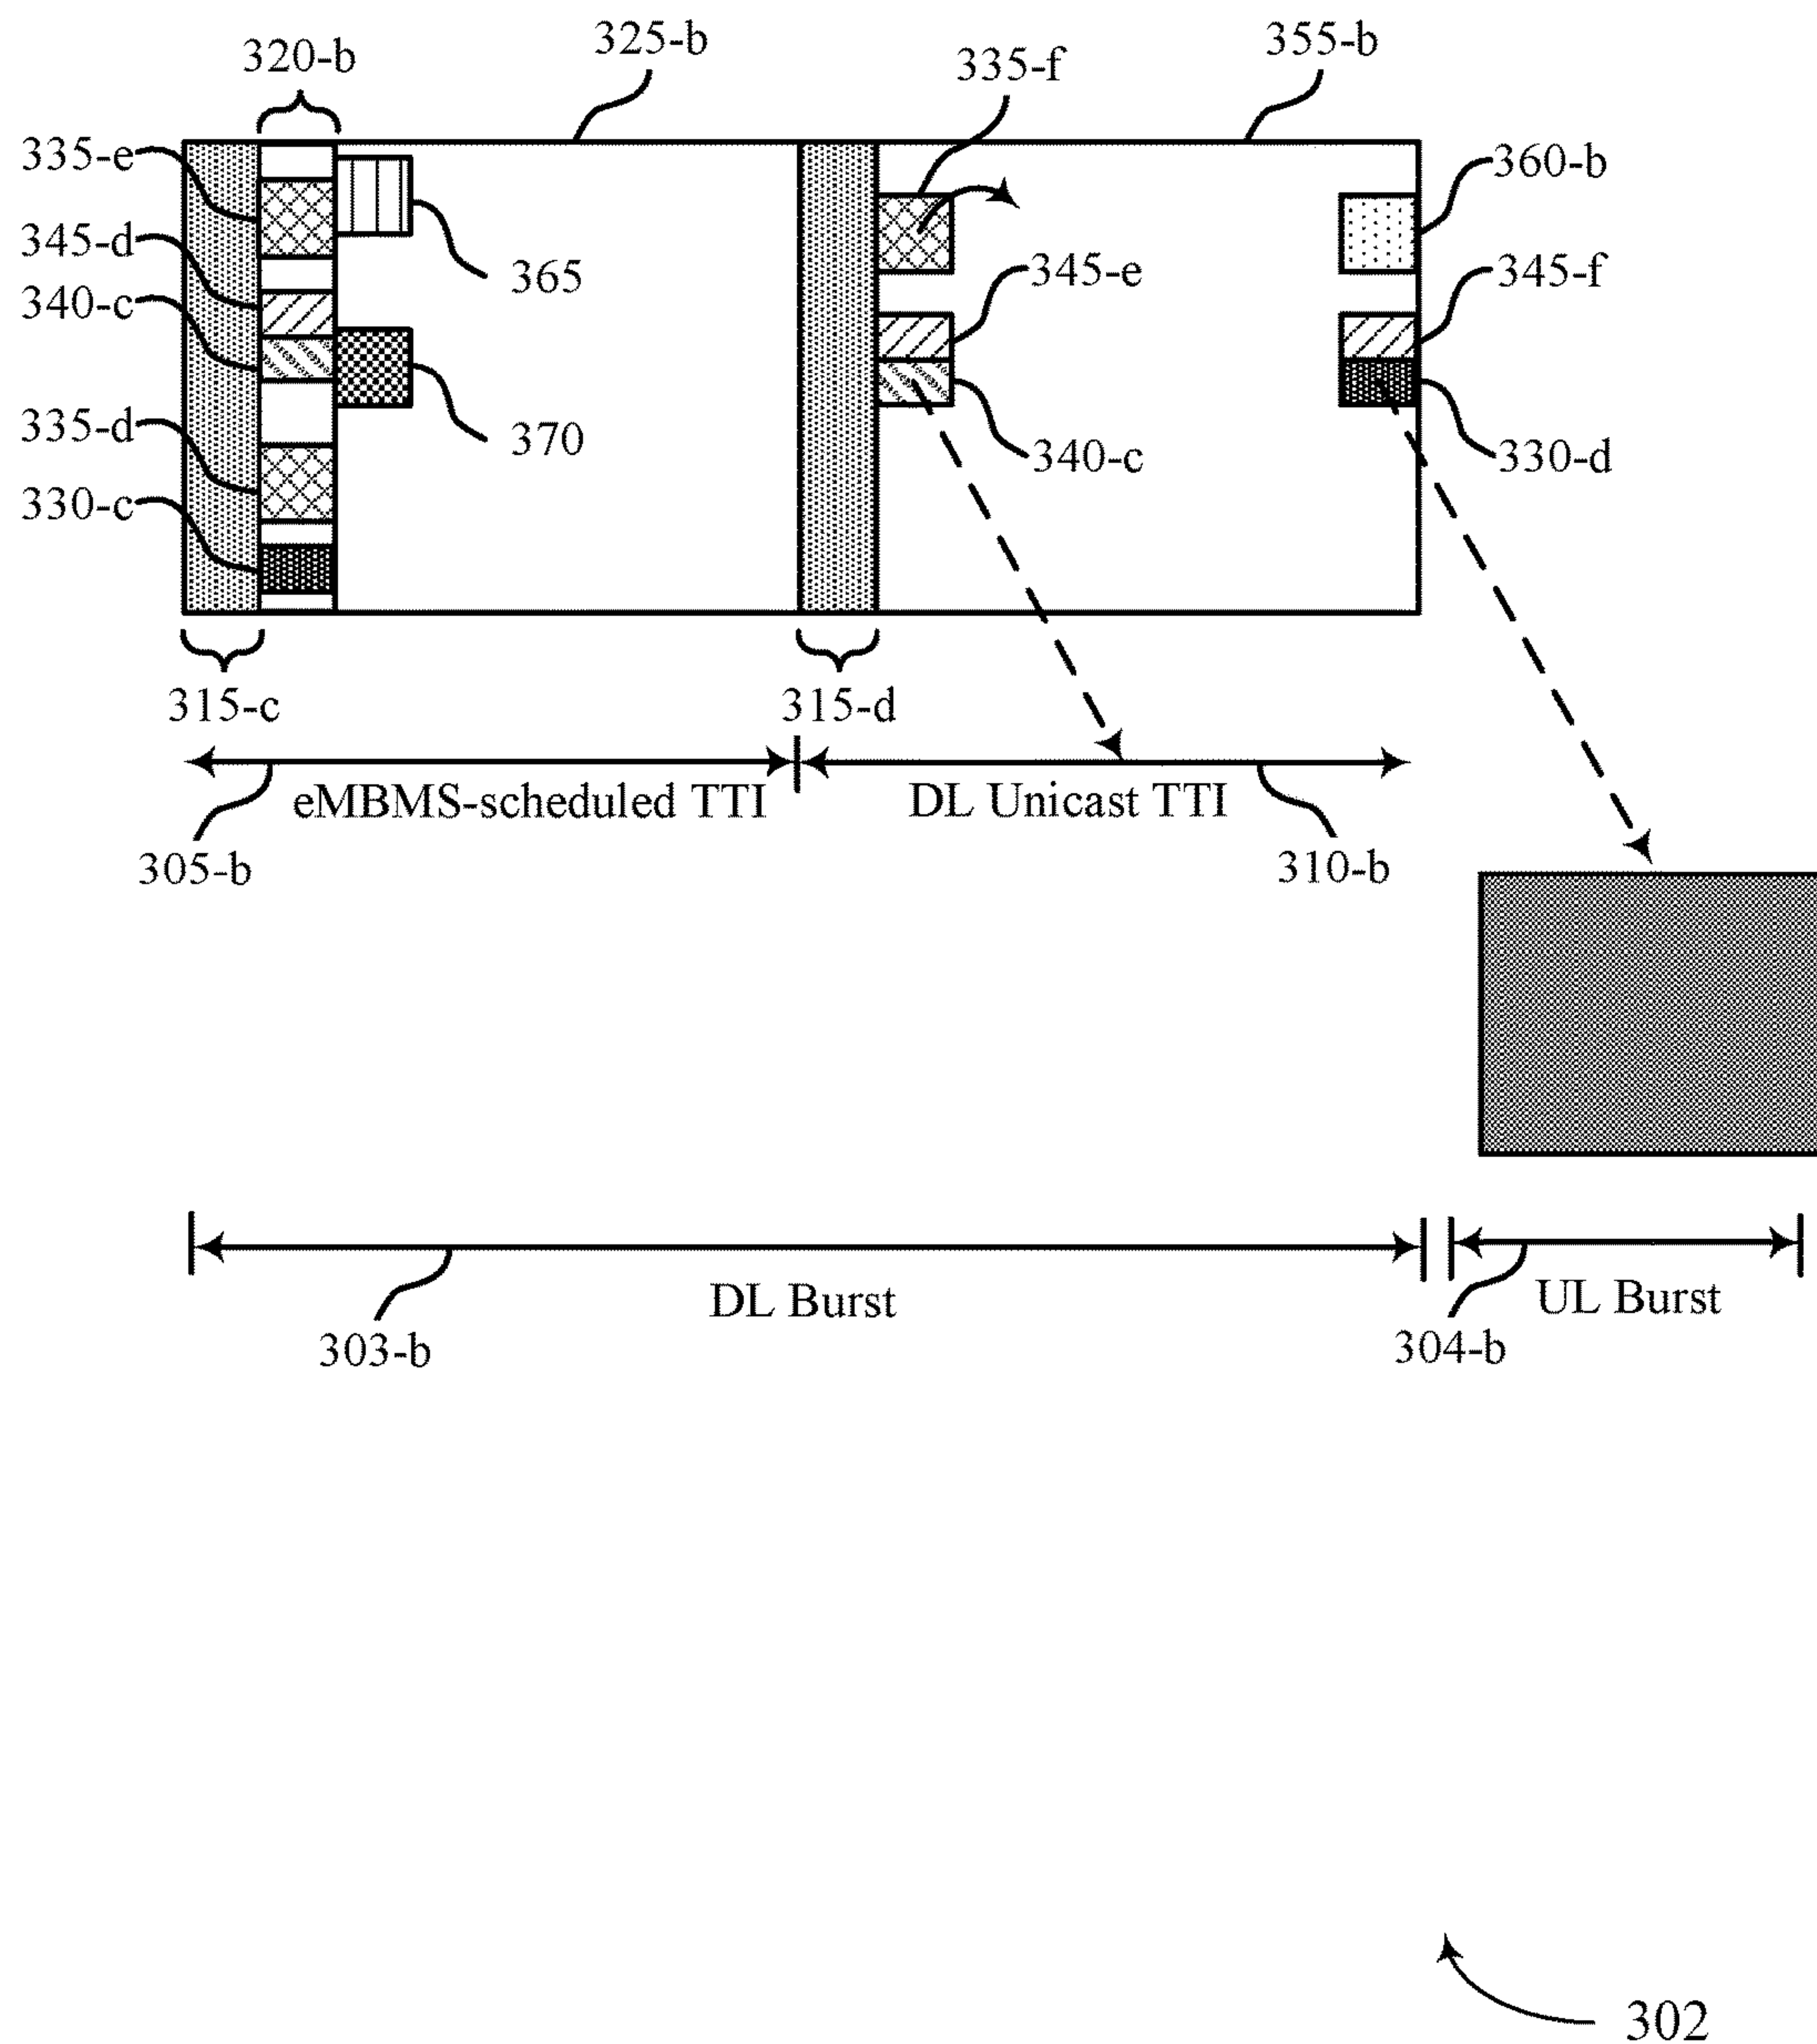 320-b
325-b
335-f
355-b
335-e
345-d
340-c
335-d
330-c
365
370
345-e
340-c
360-b
345-f
330-d
315-c
315-d
eMBMS-scheduled TTI
DL Unicast TTI
305-b
310-b
DL Burst
UL Burst
303-b
304-b
302